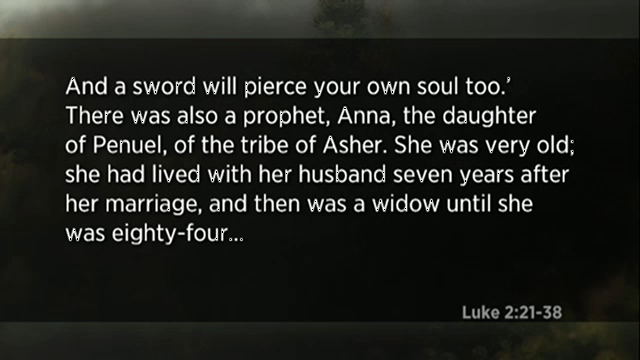 And a sword will pierce your own soul too.’
There was also a prophet, Anna, the daughter
of Penuel, of the tribe of Asher. She was very old;
she had lived with her husband seven years after
her marriage, and then was a widow until she
was eighty-four...
Luke 2:21-38